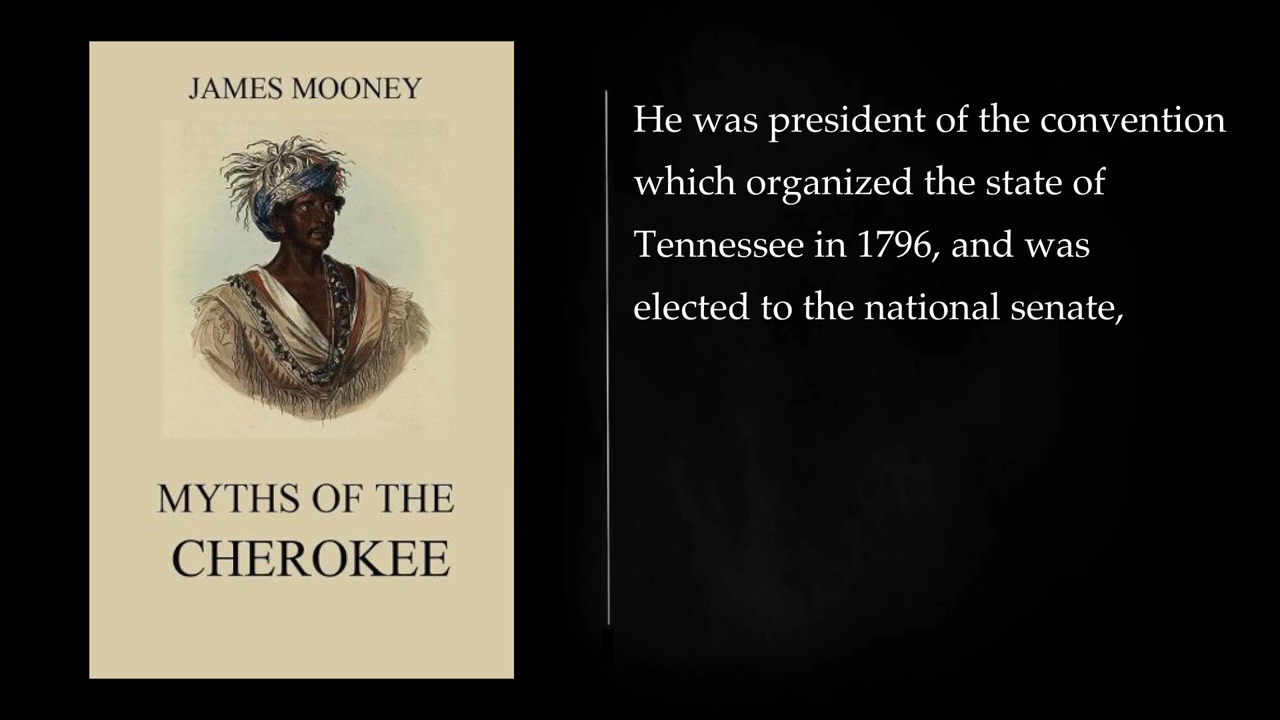 JAMES MOONEY
MYTHS OF THE
CHEROKEE
He was president of the convention
which organized the state of
Tennessee in 1796, and was
elected to the national senate,